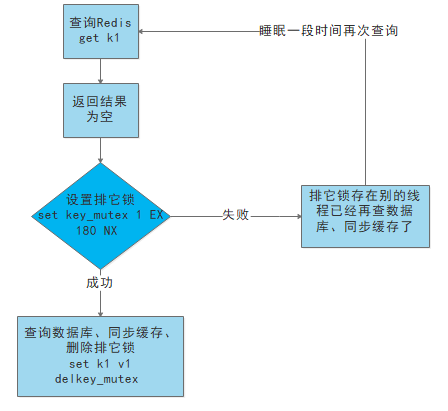 查询Redis
get k1
睡眠一段时间再次查询
返回结果
为空
设置排它锁
set key_mutex 1 EX
180 NX
失败
排它锁存在别的线
程已经再查数据
库、同步缓存了
成功
查询数据库、同步缓存、
删除排它锁
set k1 v1
delkey_mutex